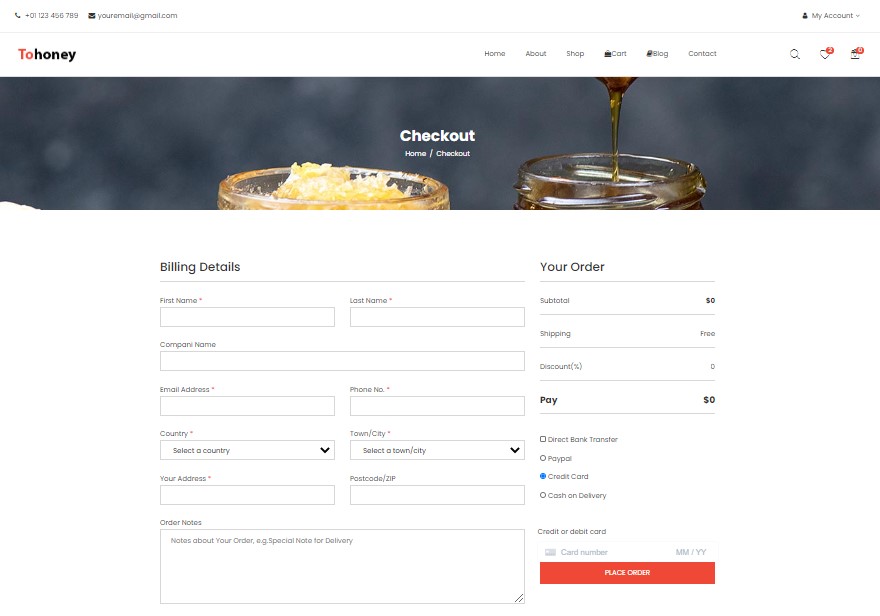 +01 123 456 789 youremail@gmail.com My Account
Tohoney Home About Shop Cart Blog Contact 2 0
Checkout
Home / Checkout
Billing Details
First Name * Last Name *
Compani Name
Email Address * Phone No. *
Country * Town/City *
Select a country Select a town/city
Your Address * Postcode/ZIP
Order Notes
Notes about Your Order, e.g.Special Note for Delivery
Your Order
Subtotal $0
Shipping Free
Discount(%) 0
Pay $0
Direct Bank Transfer
Paypal
Credit Card
Cash on Delivery
Credit or debit card
Card number MM / YY
PLACE ORDER